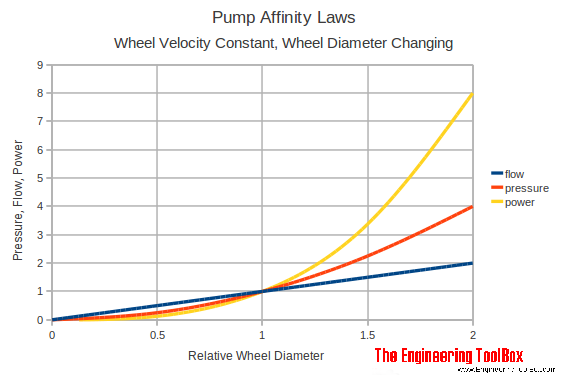 Pump Affinity Laws
Wheel Velocity Constant, Wheel Diameter Changing
9
8
7
6
5
4
3
2
1
0
Pressure, Flow, Power
0
0.5
1
1.5
2
Relative Wheel Diameter
flow
pressure
power
The Engineering ToolBox